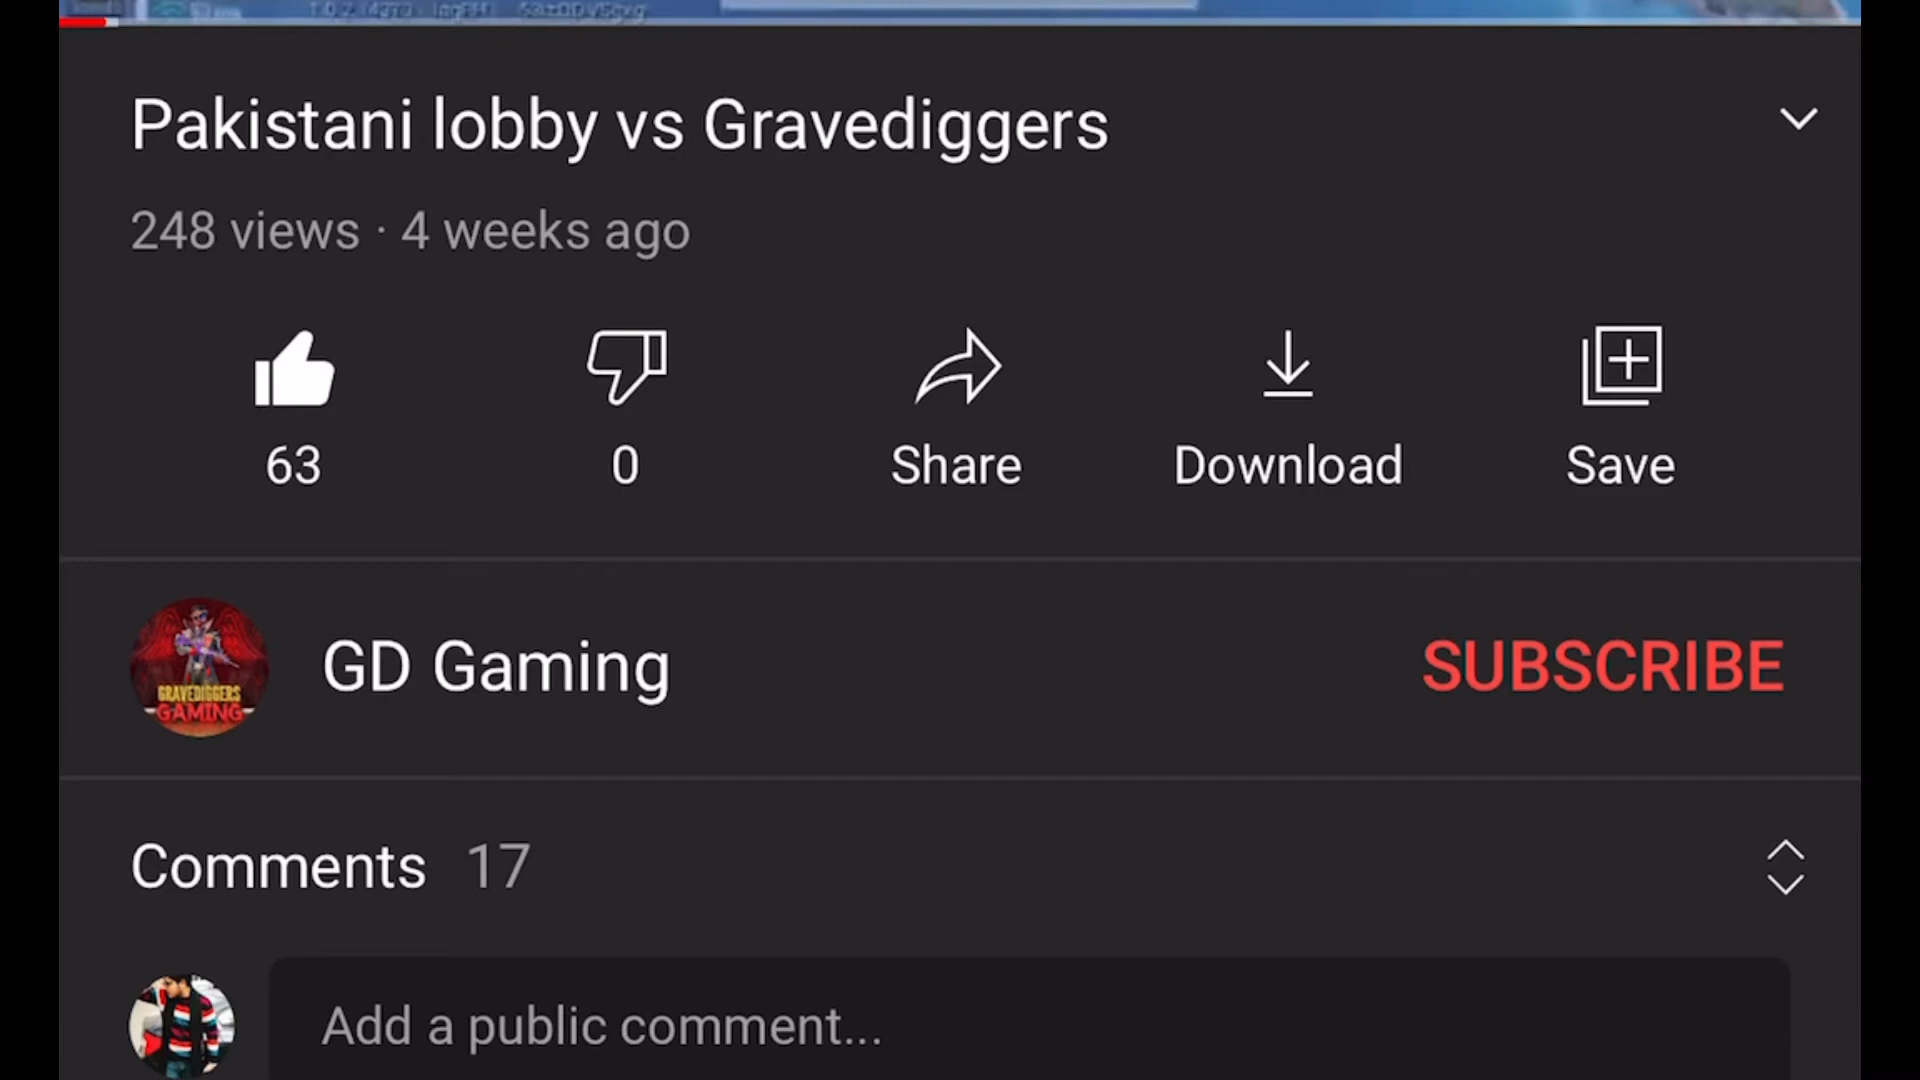 Pakistani lobby vs Gravediggers
248 views · 4 weeks ago
63
0
Share
Download
Save
GRAVEDIGGERS
GAMING
GD Gaming
SUBSCRIBE
Comments 17
Add a public comment...